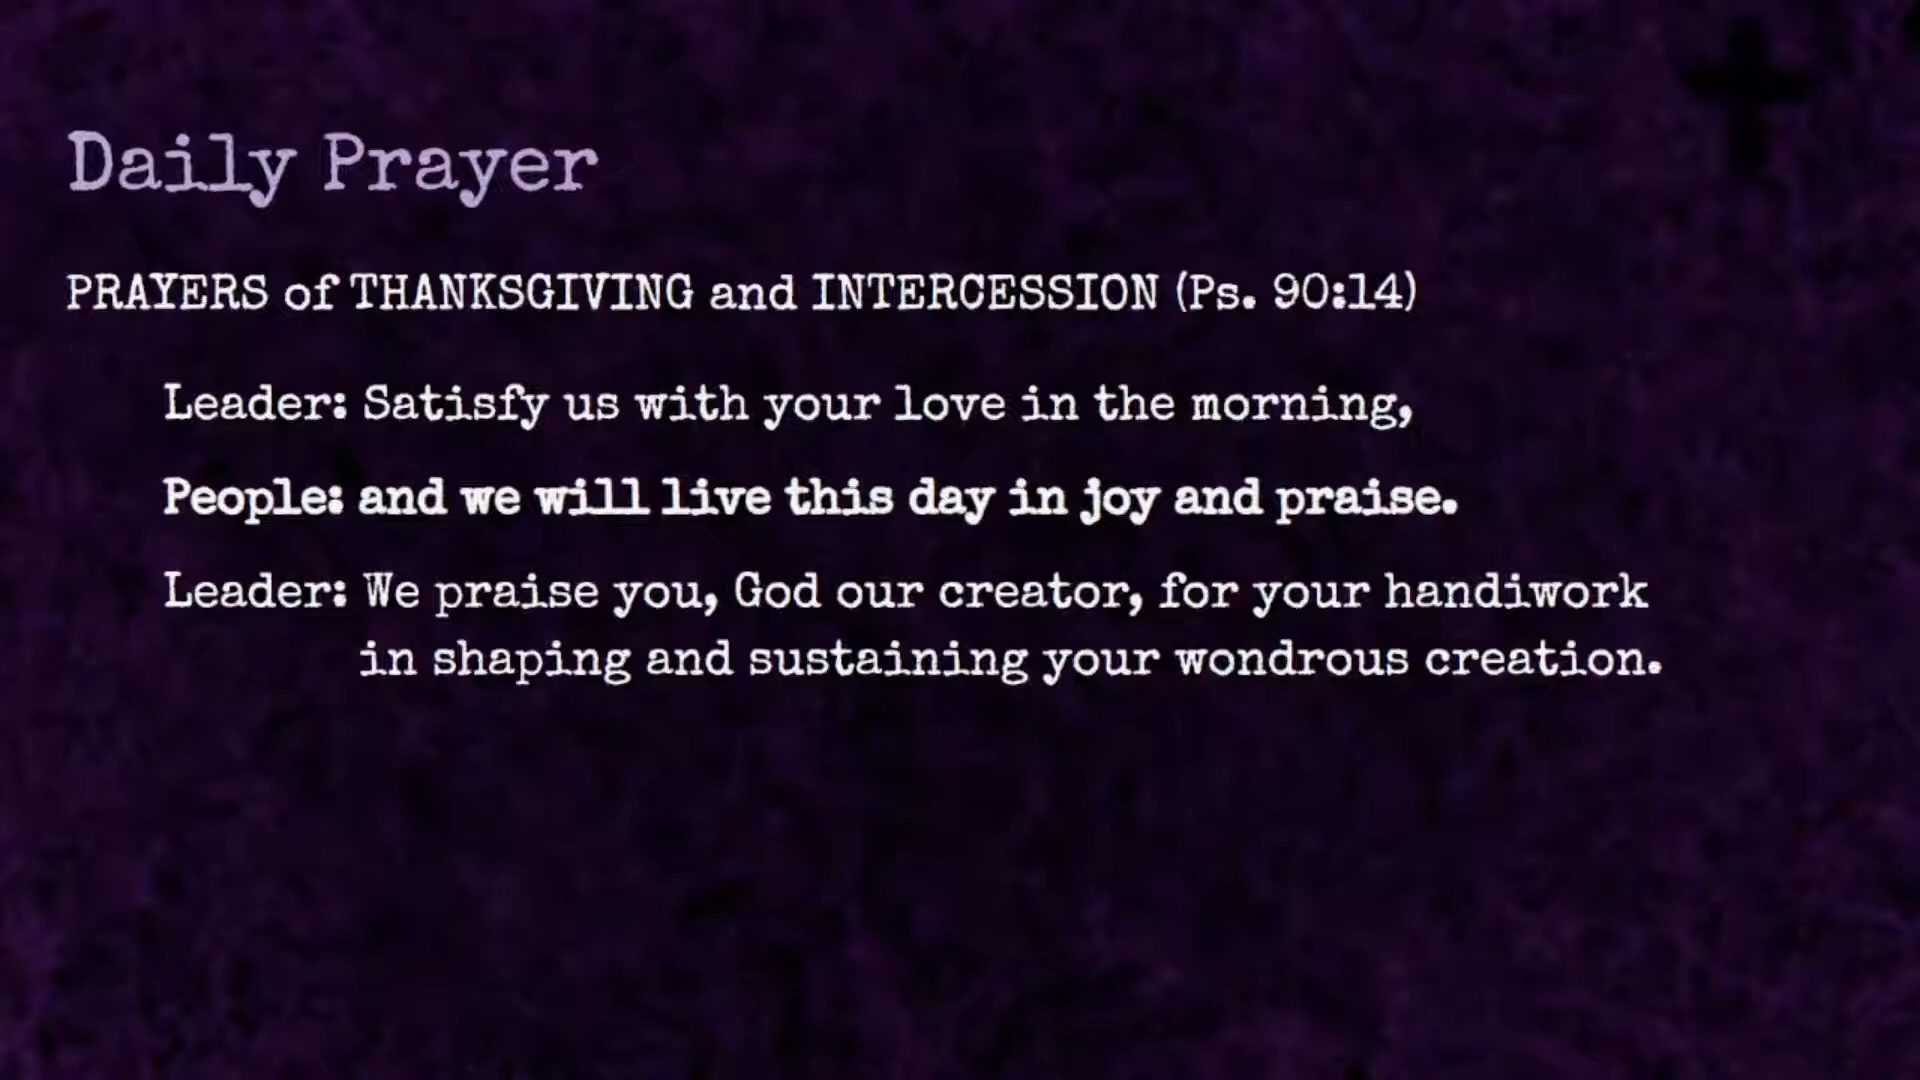 Daily Prayer
PRAYERS of THANKSGIVING and INTERCESSION (Ps. 90:14)
Leader: Satisfy us with your love in the morning,
People: and we will live this day in joy and praise.
Leader: We praise you, God our creator, for your handiwork
in shaping and sustaining your wondrous creation.